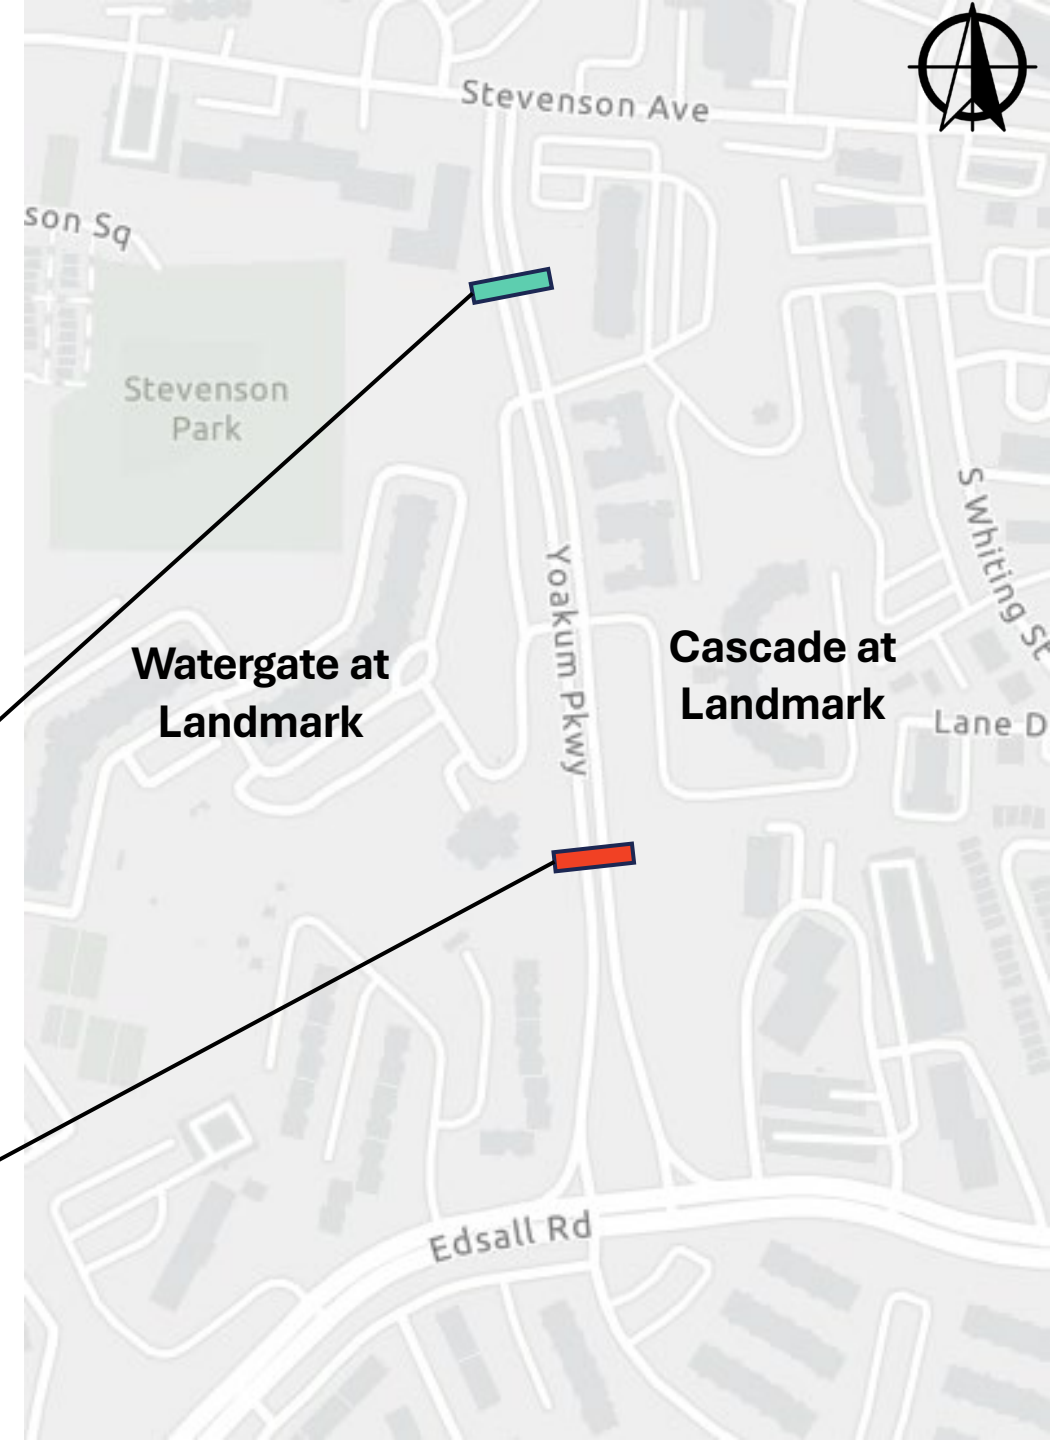 Stevenson Ave
son Sq
Stevenson
Park
S Whiting St
Yoakum Pkwy
Watergate at
Landmark
Cascade at
Landmark
Lane D
Edsall Rd